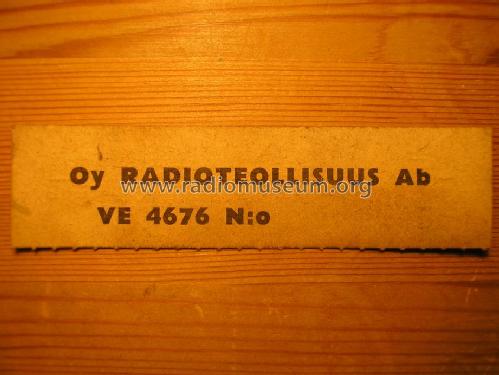 Oy RADIOTEOLLISUUS Ab
www.radiomuseum.org
VE 4676 N:o